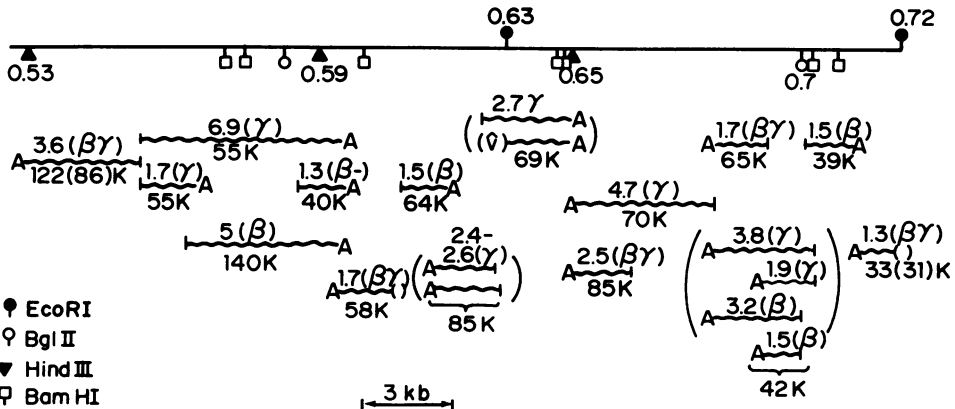 0.63
0.72
0.53
0.59
0.65
0.7
2.7γ
6.9(γ)
3.6(βγ)
A
55K
A
((∇)
A
A
)
69K
A
1.7(βγ)
65K
1.5(β)
A
39K
122(86)K
1.7(γ)
A
55K
1.3(β-)
A
40K
1.5(β)
A
64K
4.7(γ)
A
70K
5(β)
A
140K
2.4-
2.6(γ)
A
A
85K
1.7(βγ)
A
()
58K
2.5(βγ)
A
85K
3.8(γ)
A
1.9(γ)
A
3.2(β)
A
1.5(β)
A
42K
1.3(βγ)
A
()
33(31)K
EcoRI
Bgl II
Hind III
Bam HI
3 kb